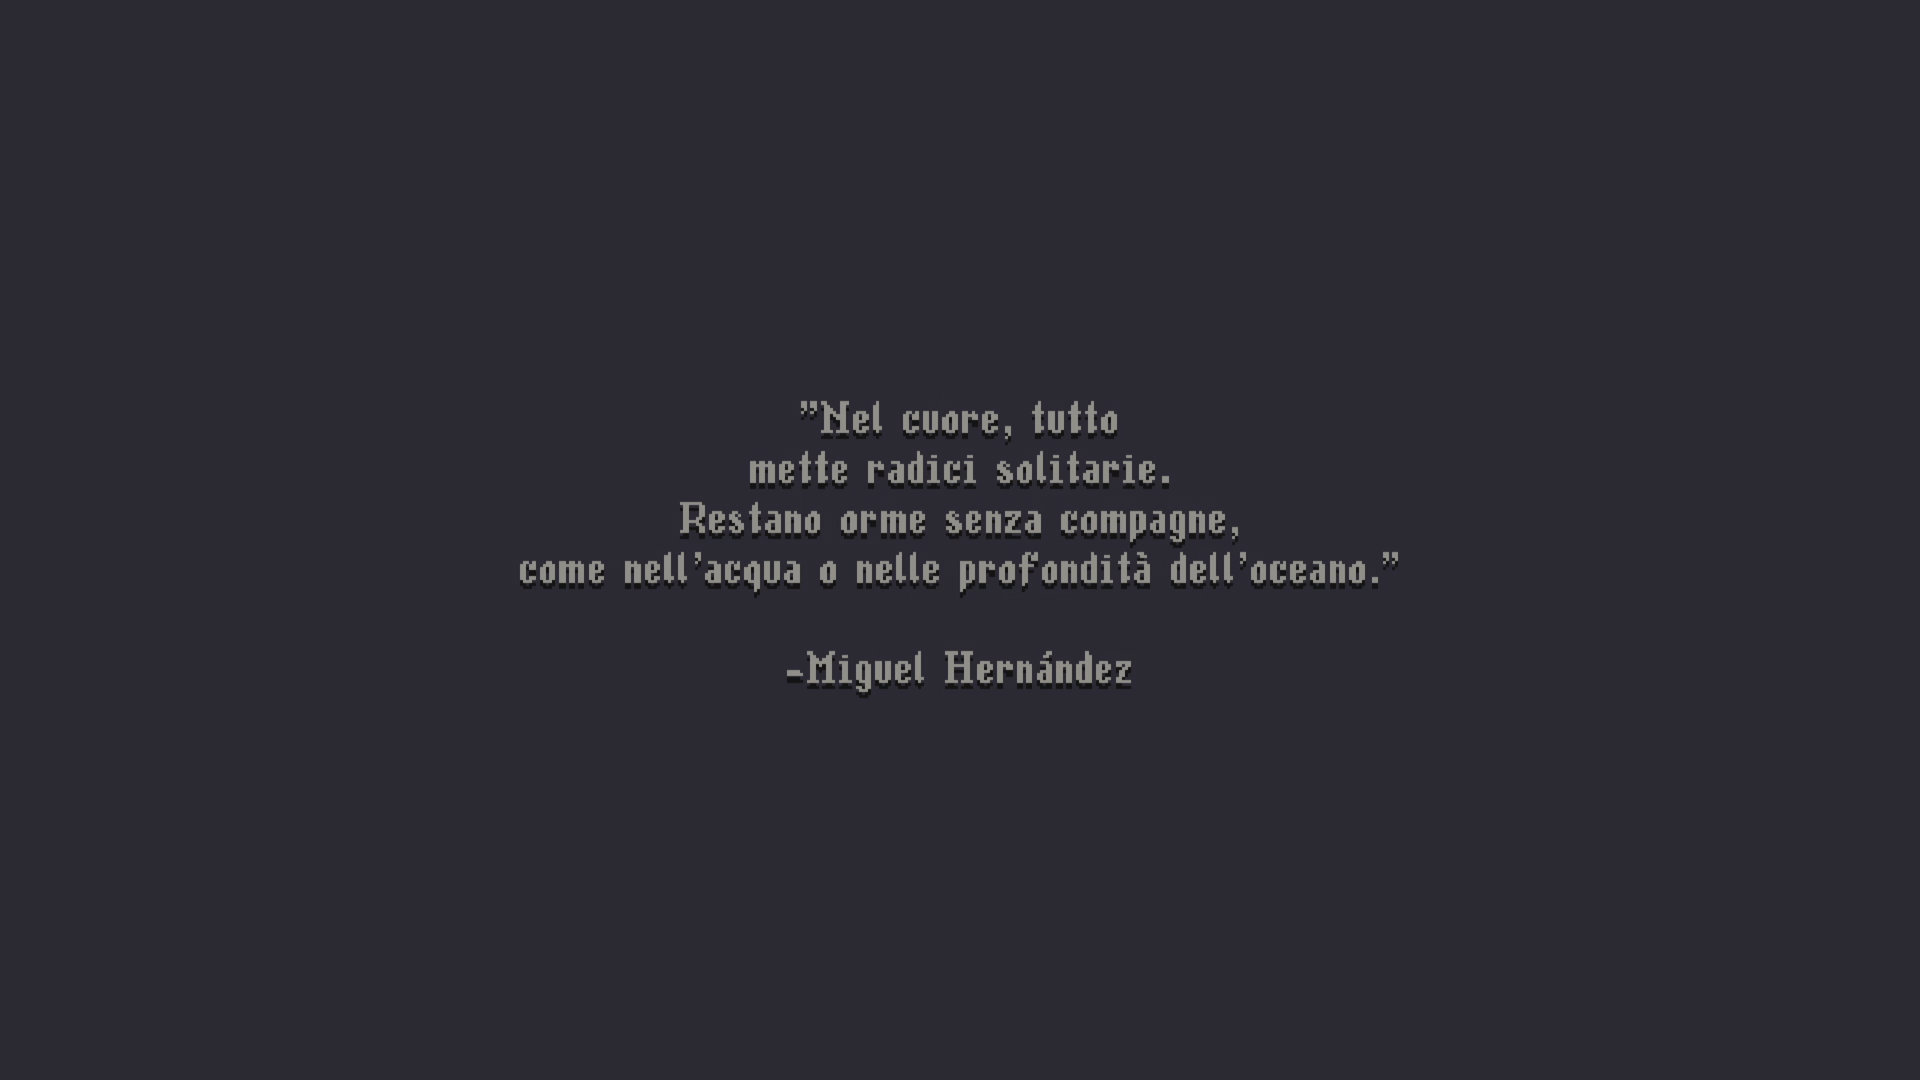 "Nel cuore, tutto
mette radici solitarie.
Restano orme senza compagne,
come nell'acqua o nelle profondità dell'oceano."
-Miguel Hernández